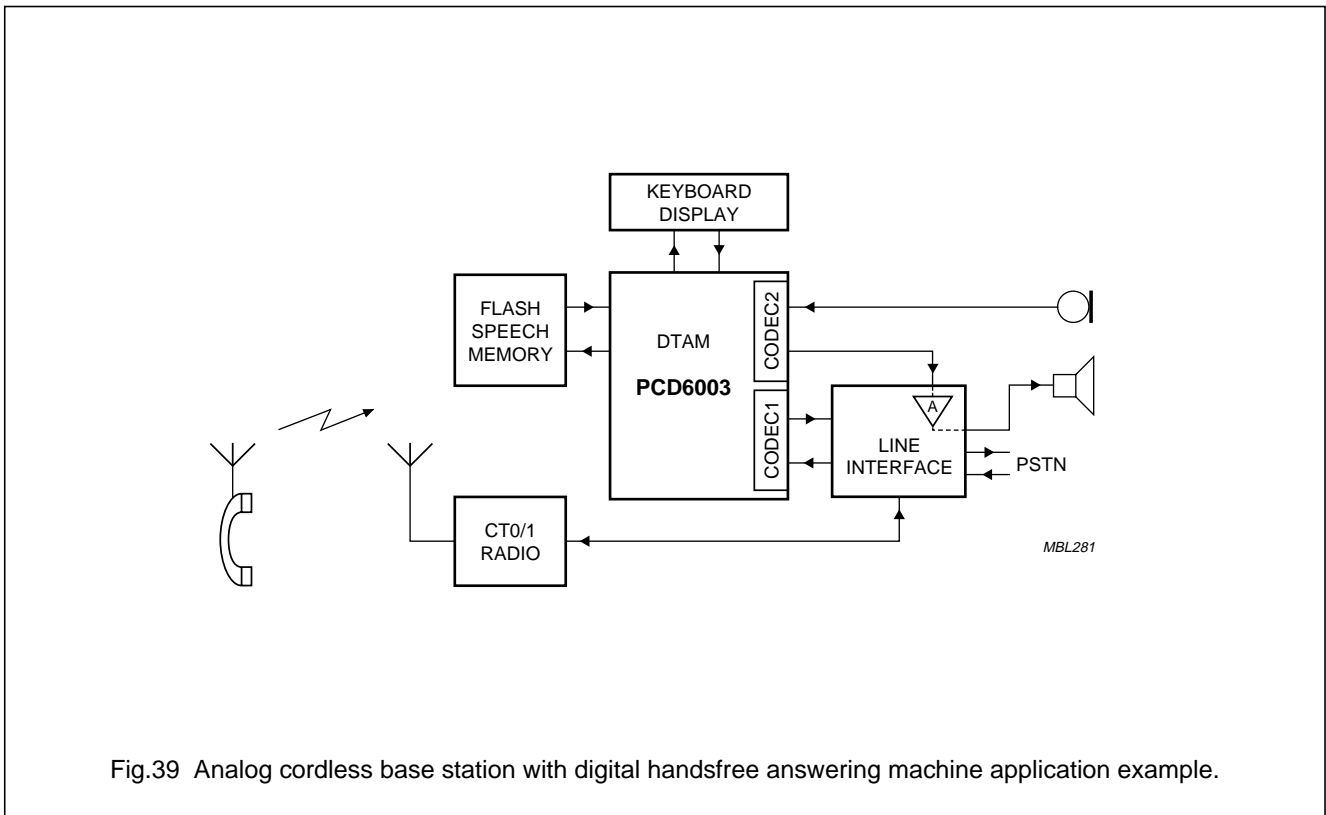 KEYBOARD
DISPLAY
FLASH
SPEECH
MEMORY
DTAM
PCD6003
CODEC2
CODEC1
A
LINE
INTERFACE
PSTN
CT0/1
RADIO
MBL281
Fig.39 Analog cordless base station with digital handsfree answering machine application example.